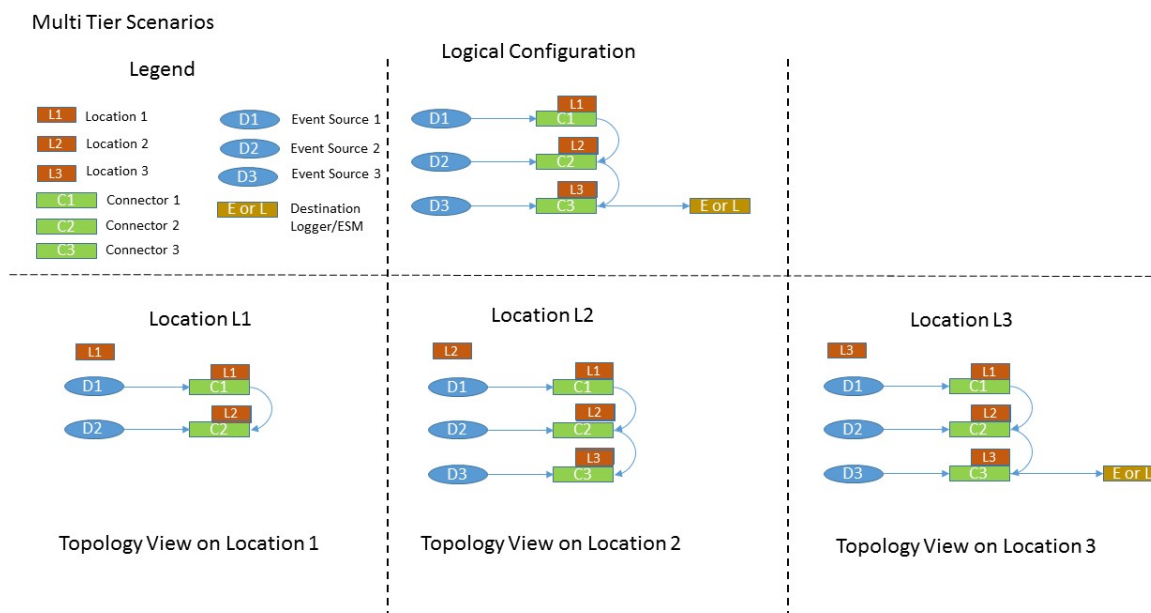 Multi Tier Scenarios
Legend
L1 Location 1
L2 Location 2
L3 Location 3
C1 Connector 1
C2 Connector 2
C3 Connector 3
D1 Event Source 1
D2 Event Source 2
D3 Event Source 3
E or L Destination
Logger/ESM
Logical Configuration
L1
D1 C1
L2
D2 C2
L3
D3 C3 E or L
Location L1
L1
L1
D1 C1
L2
D2 C2
Topology View on Location 1
Location L2
L2
L1
D1 C1
L2
D2 C2
L3
D3 C3
Topology View on Location 2
Location L3
L3
L1
D1 C1
L2
D2 C2
L3
D3 C3 E or L
Topology View on Location 3